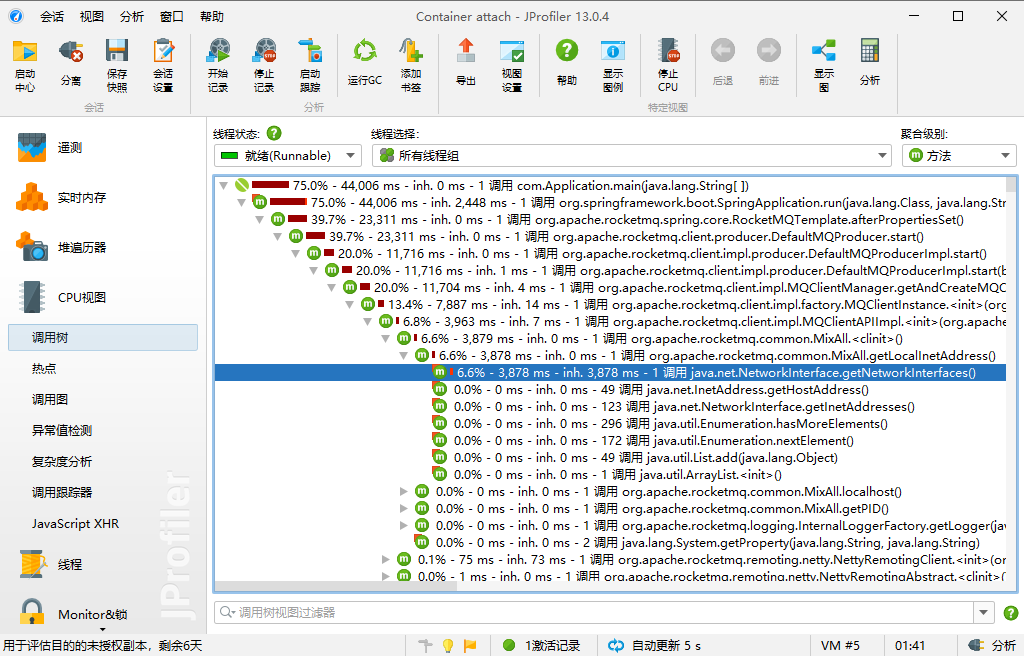 Container attach - JProfiler 13.0.4
会话 视图 分析 窗口 帮助
启动中心
分离
保存快照
会话设置
会话
开始记录
停止记录
启动跟踪
运行GC
添加书签
分析
导出
视图设置
帮助
显示图例
停止CPU
后退
前进
特定视图
显示图
分析
遥测
实时内存
堆遍历器
CPU视图
调用树
热点
调用图
异常值检测
复杂度分析
调用跟踪器
JavaScript XHR
线程
Monitor&锁
JProfiler
线程状态:
线程选择:
聚合级别:
就绪(Runnable)
所有线程组
方法
75.0% - 44,006 ms - inh. 0 ms - 1 调用 com.Application.main(java.lang.String[ ])
75.0% - 44,006 ms - inh. 2,448 ms - 1 调用 org.springframework.boot.SpringApplication.run(java.lang.Class, java.lang.Str
39.7% - 23,311 ms - inh. 0 ms - 1 调用 org.apache.rocketmq.spring.core.RocketMQTemplate.afterPropertiesSet()
39.7% - 23,311 ms - inh. 0 ms - 1 调用 org.apache.rocketmq.client.producer.DefaultMQProducer.start()
20.0% - 11,716 ms - inh. 0 ms - 1 调用 org.apache.rocketmq.client.impl.producer.DefaultMQProducerImpl.start()
20.0% - 11,716 ms - inh. 1 ms - 1 调用 org.apache.rocketmq.client.impl.producer.DefaultMQProducerImpl.start(b
20.0% - 11,704 ms - inh. 4 ms - 1 调用 org.apache.rocketmq.client.impl.MQClientManager.getAndCreateMQC
13.4% - 7,887 ms - inh. 14 ms - 1 调用 org.apache.rocketmq.client.impl.factory.MQClientInstance.<init>(org
6.8% - 3,963 ms - inh. 7 ms - 1 调用 org.apache.rocketmq.client.impl.MQClientAPIImpl.<init>(org.apache
6.6% - 3,879 ms - inh. 0 ms - 1 调用 org.apache.rocketmq.common.MixAll.<clinit>()
6.6% - 3,878 ms - inh. 0 ms - 1 调用 org.apache.rocketmq.common.MixAll.getLocalInetAddress()
6.6% - 3,878 ms - inh. 3,878 ms - 1 调用 java.net.NetworkInterface.getNetworkInterfaces()
0.0% - 0 ms - inh. 0 ms - 49 调用 java.net.InetAddress.getHostAddress()
0.0% - 0 ms - inh. 0 ms - 123 调用 java.net.NetworkInterface.getInetAddresses()
0.0% - 0 ms - inh. 0 ms - 296 调用 java.util.Enumeration.hasMoreElements()
0.0% - 0 ms - inh. 0 ms - 172 调用 java.util.Enumeration.nextElement()
0.0% - 0 ms - inh. 0 ms - 49 调用 java.util.List.add(java.lang.Object)
0.0% - 0 ms - inh. 0 ms - 1 调用 java.util.ArrayList.<init>()
0.0% - 0 ms - inh. 0 ms - 1 调用 org.apache.rocketmq.common.MixAll.localhost()
0.0% - 0 ms - inh. 0 ms - 1 调用 org.apache.rocketmq.common.MixAll.getPID()
0.0% - 0 ms - inh. 0 ms - 1 调用 org.apache.rocketmq.logging.InternalLoggerFactory.getLogger(jav
0.0% - 0 ms - inh. 0 ms - 2 调用 java.lang.System.getProperty(java.lang.String, java.lang.String)
0.1% - 75 ms - inh. 73 ms - 1 调用 org.apache.rocketmq.remoting.netty.NettyRemotingClient.<init>(or
0.0% - 1 ms - inh. 0 ms - 1 调用 org.apache.rocketmq.remoting.netty.NettyRemotingAbstract.<clinit>(
调用树视图过滤器
用于评估目的的未授权副本，剩余6天
1激活记录
自动更新 5 s
VM #5
01:41
分析